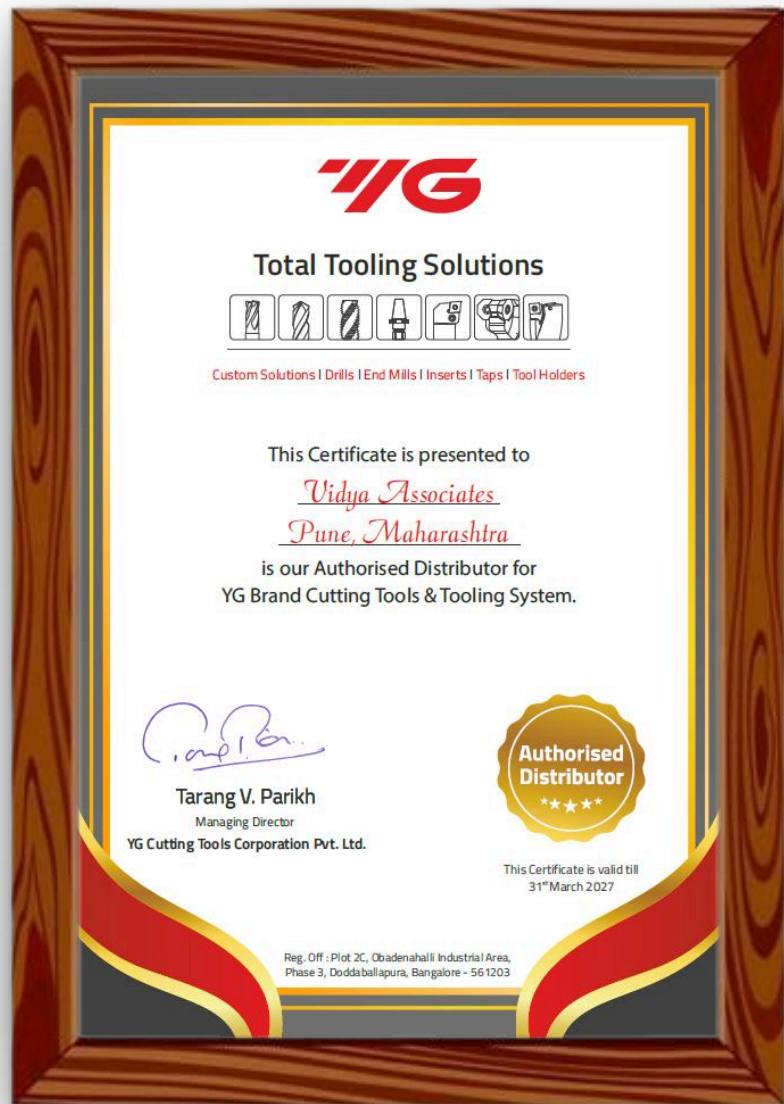 YG
Total Tooling Solutions
Custom Solutions | Drills | End Mills | Inserts | Taps | Tool Holders
This Certificate is presented to
Vidya Associates
Pune, Maharashtra
is our Authorised Distributor for
YG Brand Cutting Tools & Tooling System.
Tarang V. Parikh
Managing Director
YG Cutting Tools Corporation Pvt. Ltd.
Authorised
Distributor
This Certificate is valid till
31st March 2027
Reg. Off : Plot 2C, Obadenahalli Industrial Area,
Phase 3, Doddaballapura, Bangalore - 561203